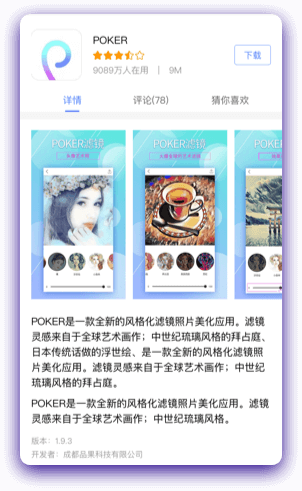 POKER
9089万人在用 | 9M
下载
详情
评论(78)
猜你喜欢
POKER滤镜
POKER滤镜
POKER
POKER是一款全新的风格化滤镜照片美化应用。滤镜
灵感来自于全球艺术画作；中世纪琉璃风格的拜占庭、
日本传统话做的浮世绘、是一款全新的风格化滤镜照
片美化应用。滤镜灵感来自于全球艺术画作；中世纪
琉璃风格的拜占庭。
POKER是一款全新的风格化滤镜照片美化应用。滤镜
灵感来自于全球艺术画作；中世纪琉璃风格。
版本：1.9.3
开发者：成都品果科技有限公司